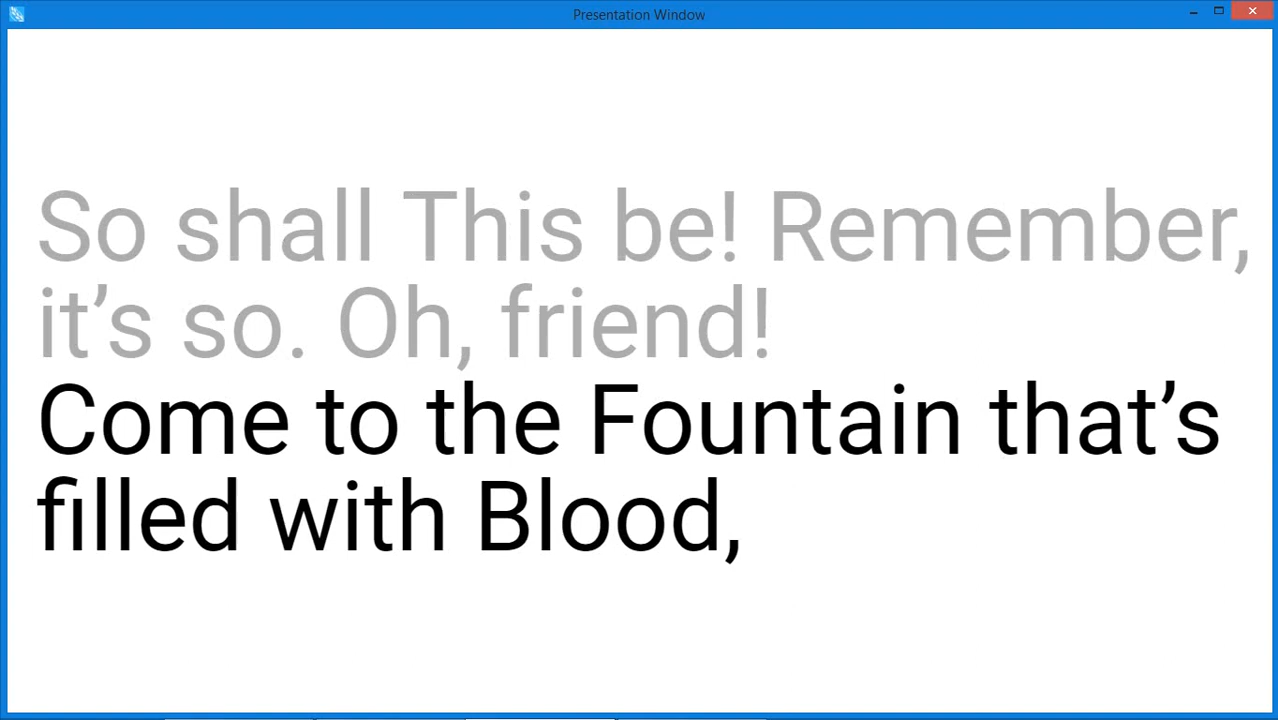 Presentation Window
So shall This be! Remember,
it’s so. Oh, friend!
Come to the Fountain that’s
filled with Blood,